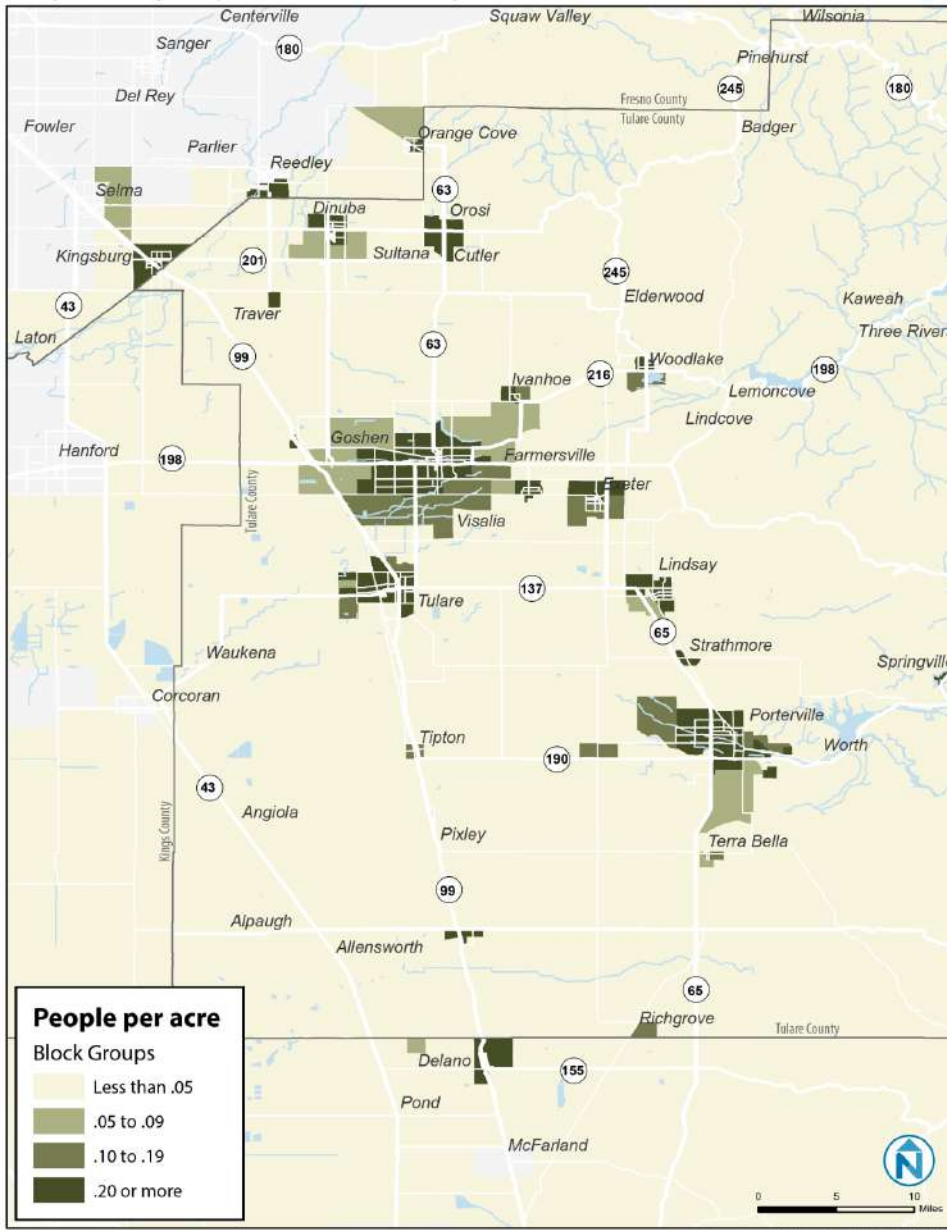 Centerville
Squaw Valley
Wilsonia
Sanger
180
Pinehurst
Del Rey
245
180
Fresno County
Tulare County
Fowler
Orange Cove
Badger
Parlier
Reedley
Selma
63
Dinuba
Orosi
Kingsburg
201
Sultana
Cutler
245
43
Traver
Elderwood
Kaweah
Laton
99
63
Three Rivers
Ivanhoe
216
Woodlake
198
Lemoncove
Lindcove
Goshen
Hanford
198
Farmersville
Exeter
Tulare County
Visalia
Lindsay
137
Tulare
65
Strathmore
Waukena
Springville
Corcoran
Porterville
Tipton
Worth
190
43
Angiola
Kings County
Pixley
Terra Bella
99
Alpaugh
Allensworth
65
Richgrove
Tulare County
Delano
155
Pond
McFarland
People per acre
Block Groups
Less than .05
.05 to .09
.10 to .19
.20 or more
N
0 5 10
Miles